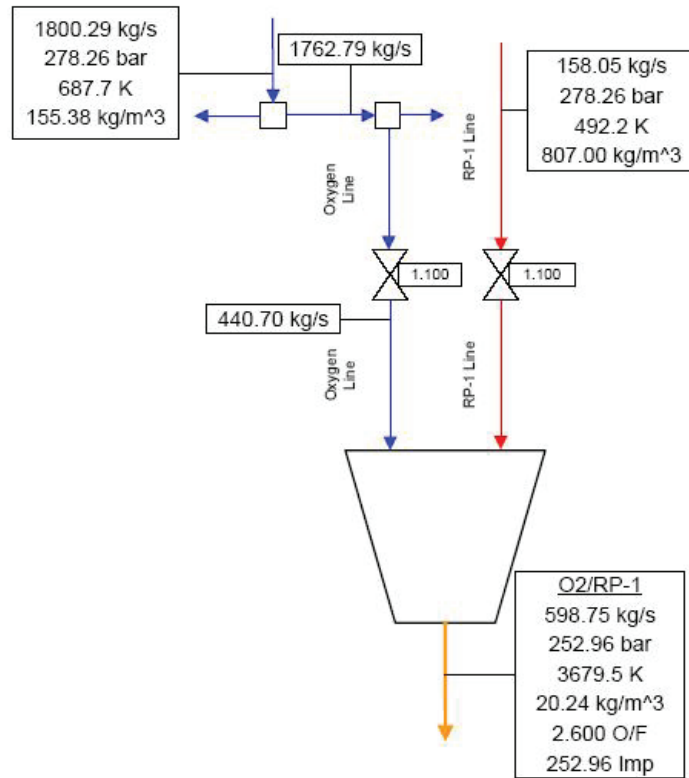 1800.29 kg/s
278.26 bar
687.7 K
155.38 kg/m^3
1762.79 kg/s
158.05 kg/s
278.26 bar
492.2 K
807.00 kg/m^3
Oxygen
Line
RP-1 Line
1.100
1.100
440.70 kg/s
Oxygen
Line
RP-1 Line
O2/RP-1
598.75 kg/s
252.96 bar
3679.5 K
20.24 kg/m^3
2.600 O/F
252.96 Imp